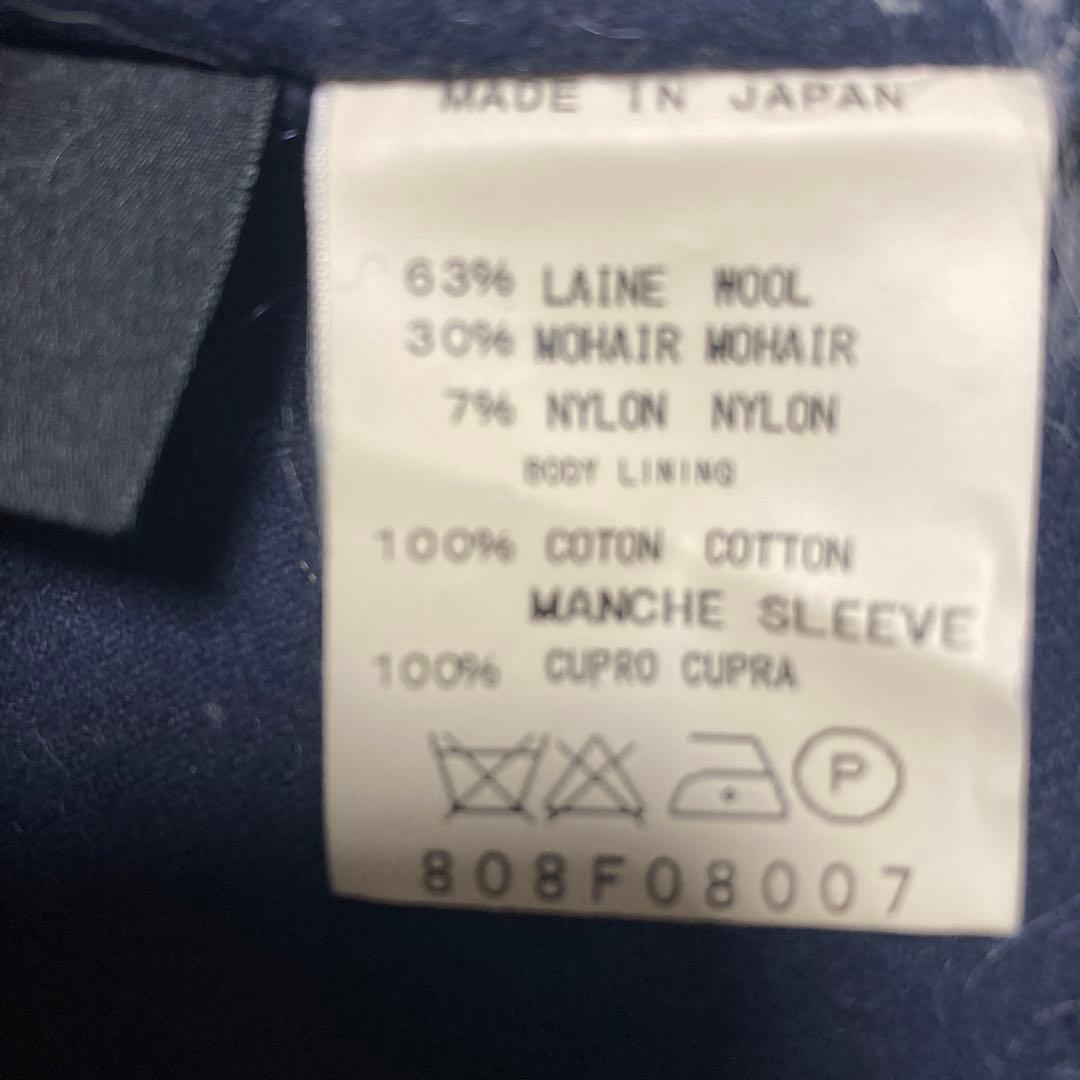 MADE IN JAPAN
63% LAINE WOOL
30% MOHAIR MOHAIR
7% NYLON NYLON
BODY LINING
100% COTON COTTON
MANCHE SLEEVE
100% CUPRO CUPRA
P
808F08007